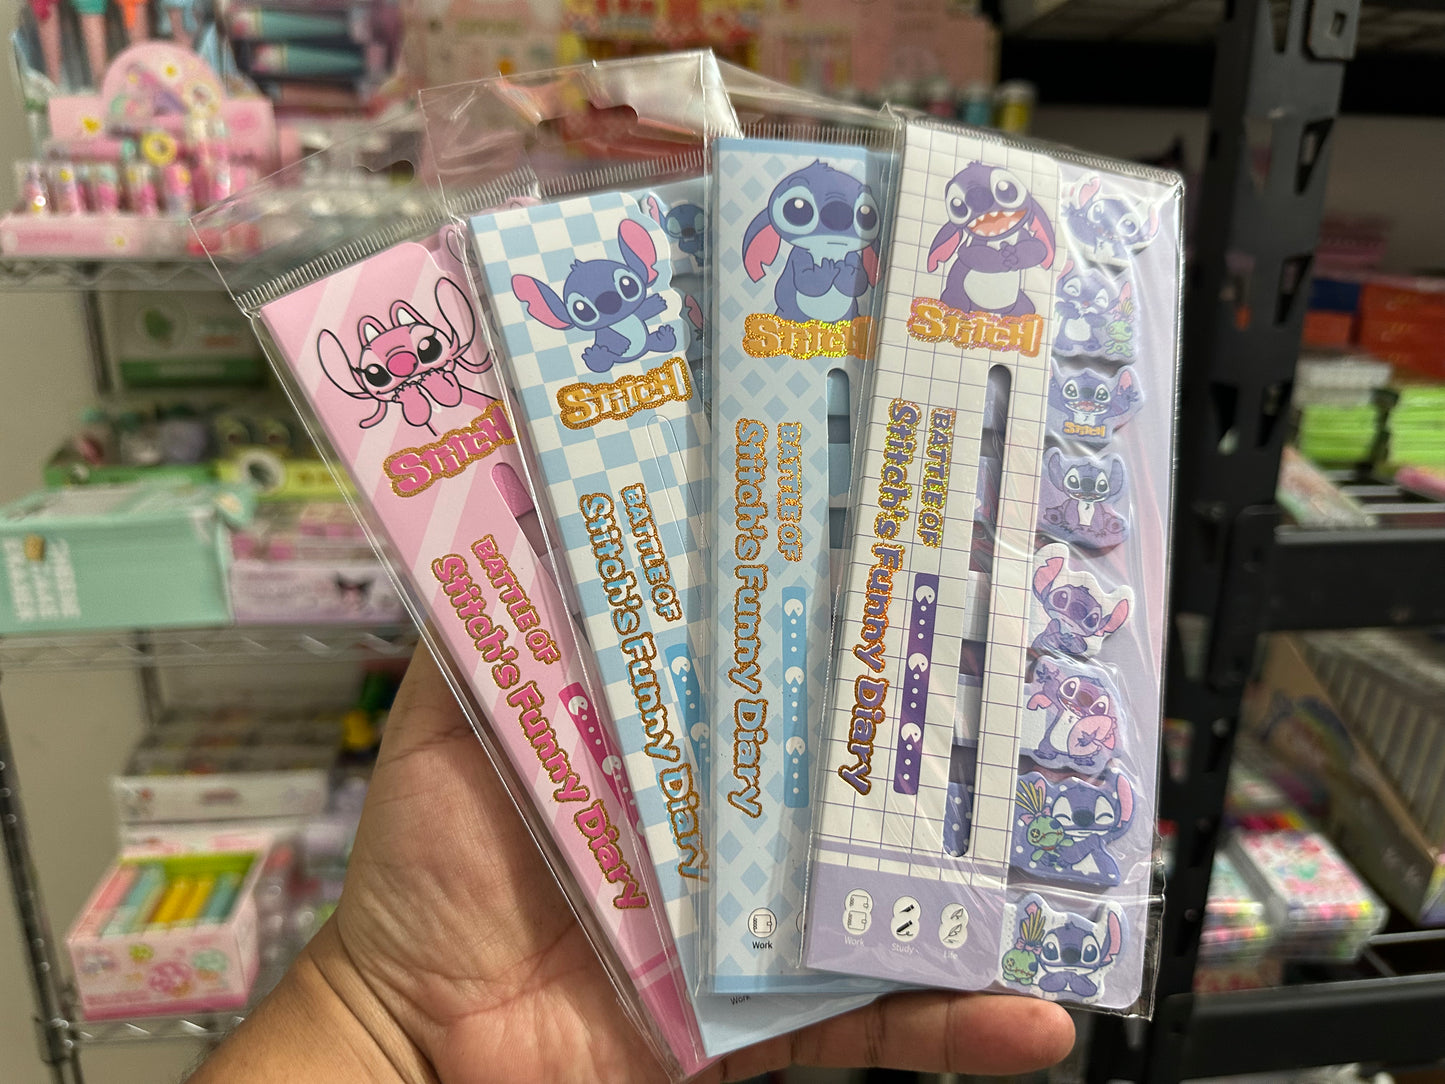 Stitch
BATTLE OF
Stitch's Funny Diary
Stitch
BATTLE OF
Stitch's Funny Diary
Work
Stitch
BATTLE OF
Stitch's Funny Diary
Work
Stitch
BATTLE OF
Stitch's Funny Diary
Work
Study
Life
Stitch